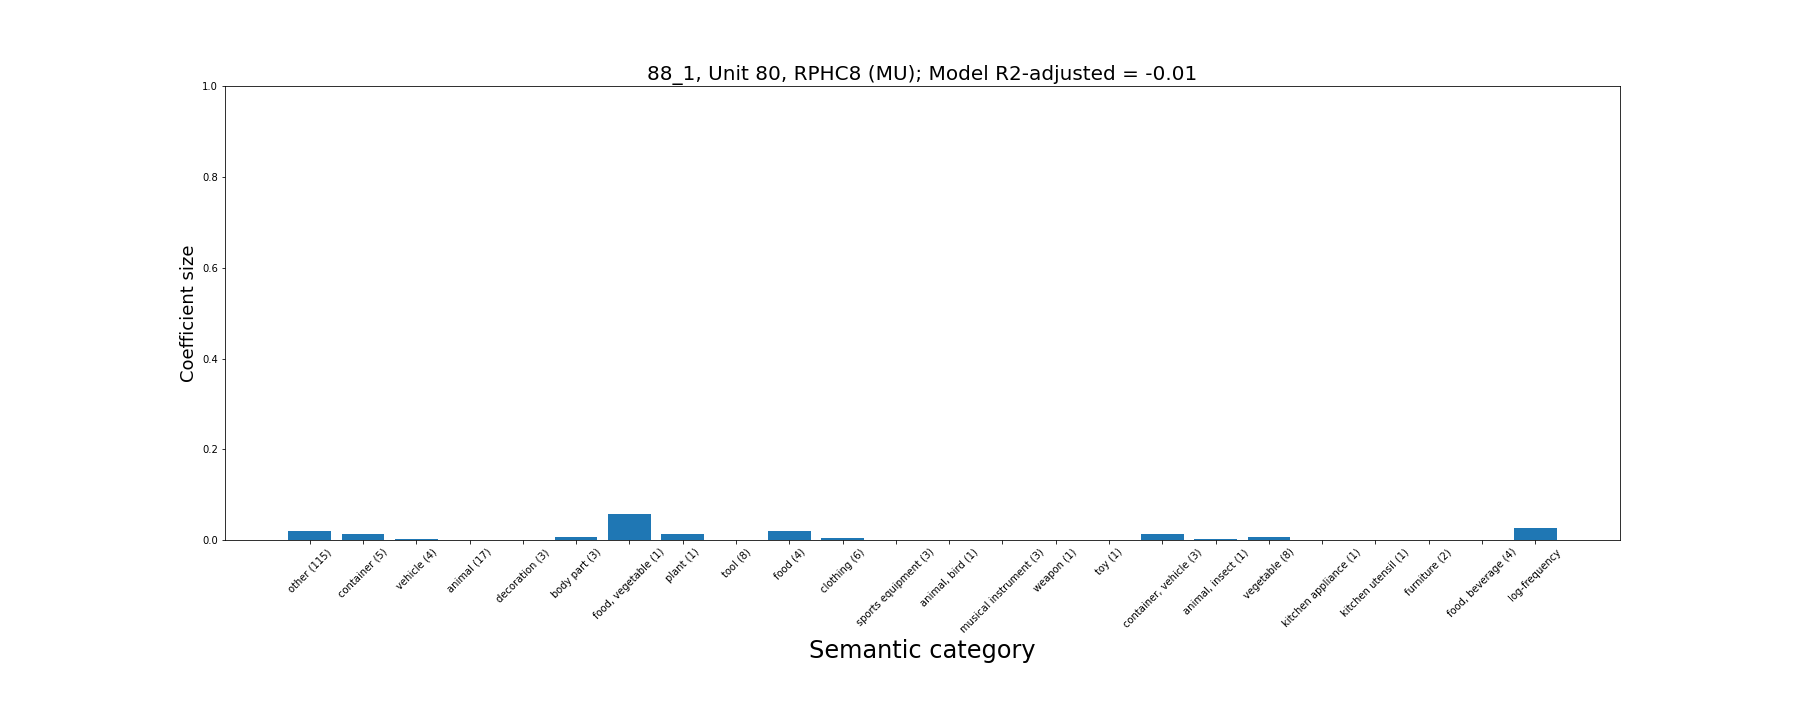 88_1, Unit 80, RPHC8 (MU); Model R2-adjusted = -0.01
1.0
0.8
0.6
0.4
0.2
0.0
Coefficient size
other (115)
container (5)
vehicle (4)
animal (17)
decoration (3)
body part (3)
food, vegetable (1)
plant (1)
tool (8)
food (4)
clothing (6)
sports equipment (3)
animal, bird (1)
musical instrument (3)
weapon (1)
toy (1)
container, vehicle (3)
animal, insect (1)
vegetable (8)
kitchen appliance (1)
kitchen utensil (1)
furniture (2)
food, beverage (4)
log-frequency
Semantic category